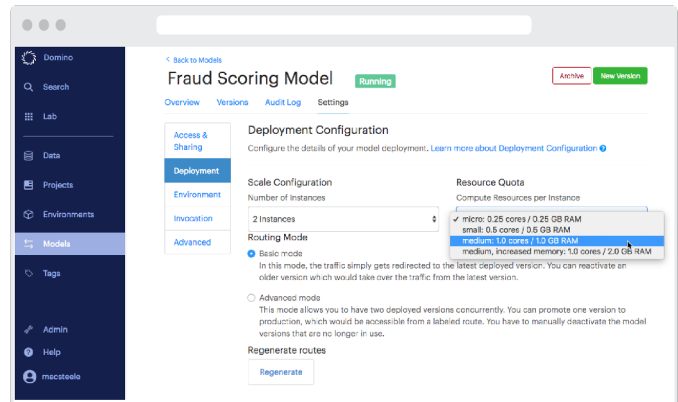 Domino
Search
Lab
Data
Projects
Environments
Models
Tags
Admin
Help
macsteele
< Back to Models
Fraud Scoring Model
Running
Archive
New Version
Overview Versions Audit Log Settings
Access &
Sharing
Deployment
Environment
Invocation
Advanced
Deployment Configuration
Configure the details of your model deployment. Learn more about Deployment Configuration ?
Scale Configuration
Number of Instances
2 Instances
Resource Quota
Compute Resources per Instance
✓ micro: 0.25 cores / 0.25 GB RAM
small: 0.5 cores / 0.5 GB RAM
medium: 1.0 cores / 1.0 GB RAM
medium, increased memory: 1.0 cores / 2.0 GB RAM
Routing Mode
Basic mode
In this mode, the traffic simply gets redirected to the latest deployed version. You can reactivate an
older version which would take over the traffic from the latest version.
Advanced mode
This mode allows you to have two deployed versions concurrently. You can promote one version to
production, which would be accessible from a labeled route. You have to manually deactivate the model
versions that are no longer in use.
Regenerate routes
Regenerate